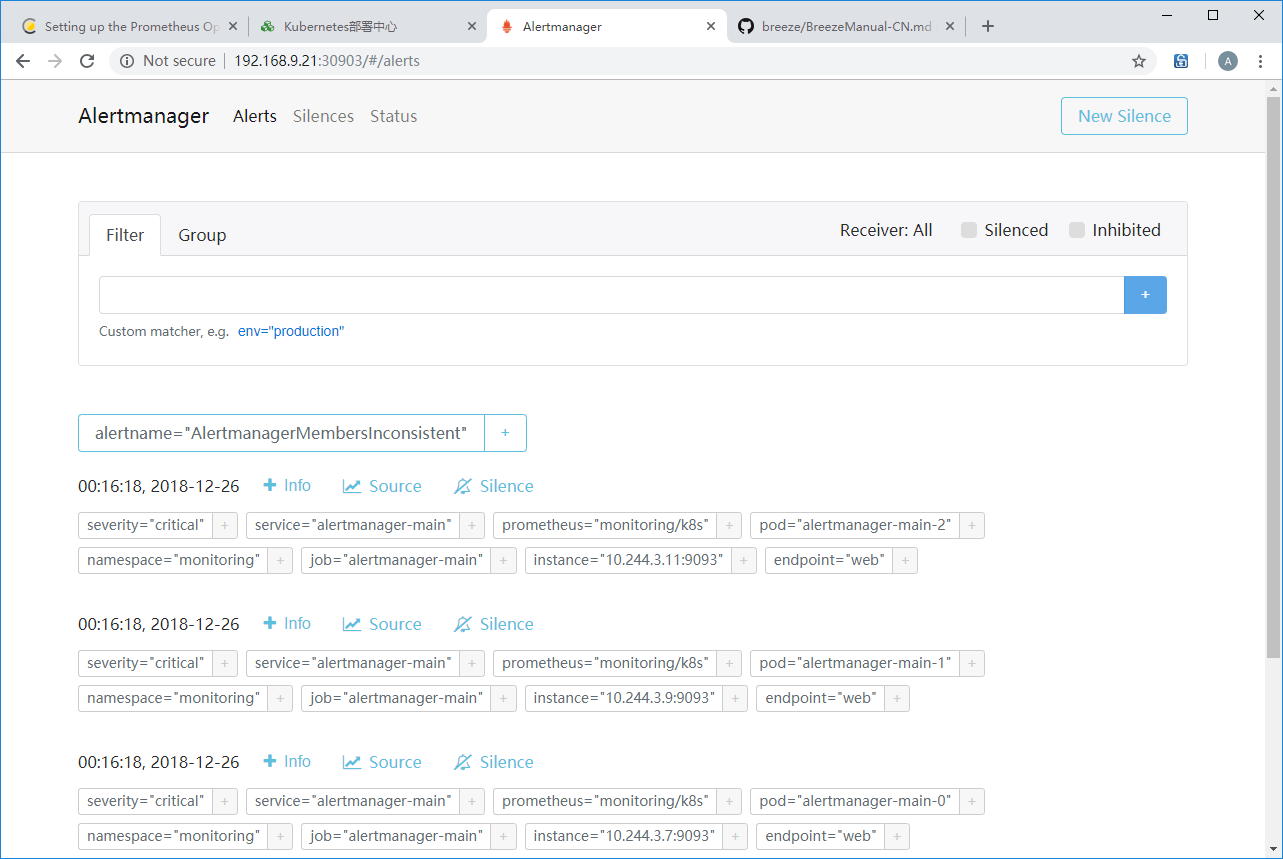 Setting up the Prometheus Op
Kubernetes部署中心
Alertmanager
breeze/BreezeManual-CN.md
Not secure 192.168.9.21:30903/#/alerts
A
Alertmanager Alerts Silences Status New Silence
Filter Group Receiver: All Silenced Inhibited
+
Custom matcher, e.g. env="production"
alertname="AlertmanagerMembersInconsistent" +
00:16:18, 2018-12-26 + Info Source Silence
severity="critical" + service="alertmanager-main" + prometheus="monitoring/k8s" + pod="alertmanager-main-2" +
namespace="monitoring" + job="alertmanager-main" + instance="10.244.3.11:9093" + endpoint="web" +
00:16:18, 2018-12-26 + Info Source Silence
severity="critical" + service="alertmanager-main" + prometheus="monitoring/k8s" + pod="alertmanager-main-1" +
namespace="monitoring" + job="alertmanager-main" + instance="10.244.3.9:9093" + endpoint="web" +
00:16:18, 2018-12-26 + Info Source Silence
severity="critical" + service="alertmanager-main" + prometheus="monitoring/k8s" + pod="alertmanager-main-0" +
namespace="monitoring" + job="alertmanager-main" + instance="10.244.3.7:9093" + endpoint="web" +